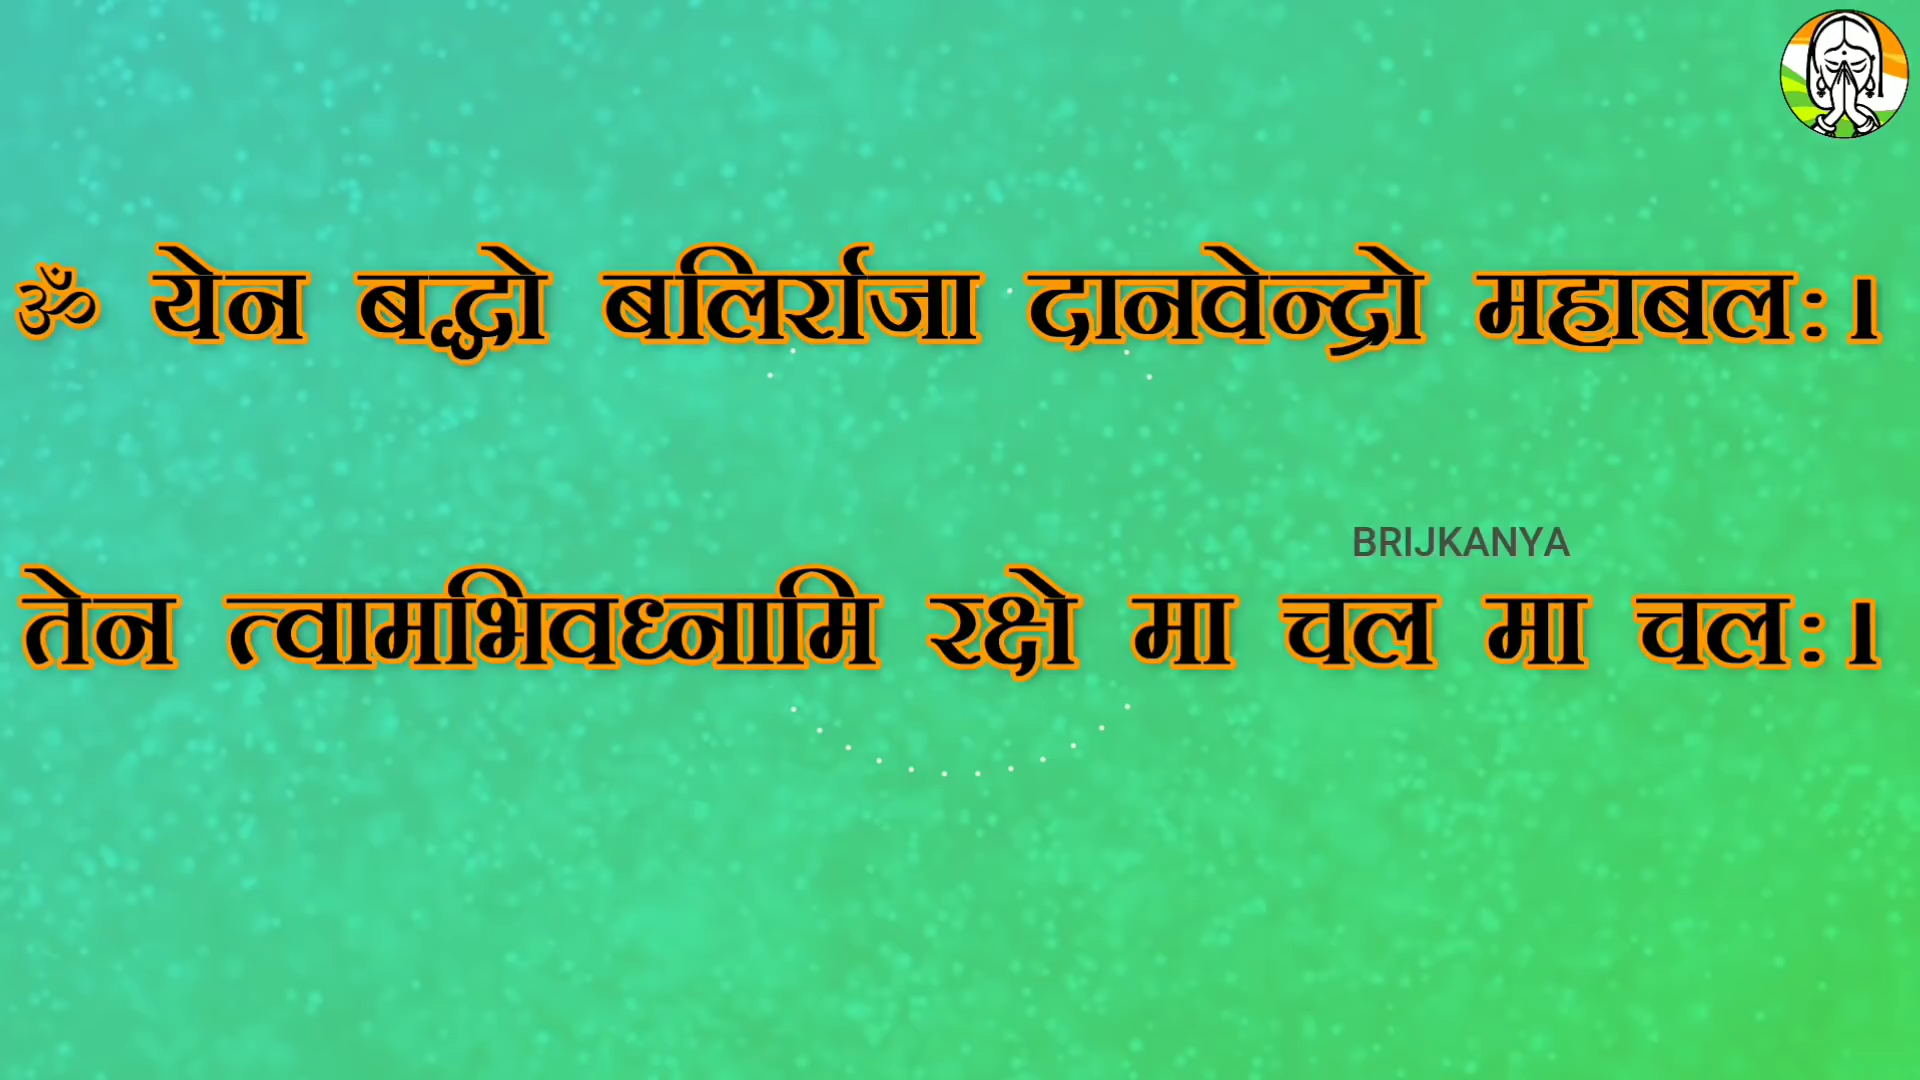 ॐ येन बद्धो बलिर्राजा दानवेन्द्रो महाबलः।
BRIJKANYA
तेन त्वामभिवध्नामि रक्षे मा चल मा चलः।